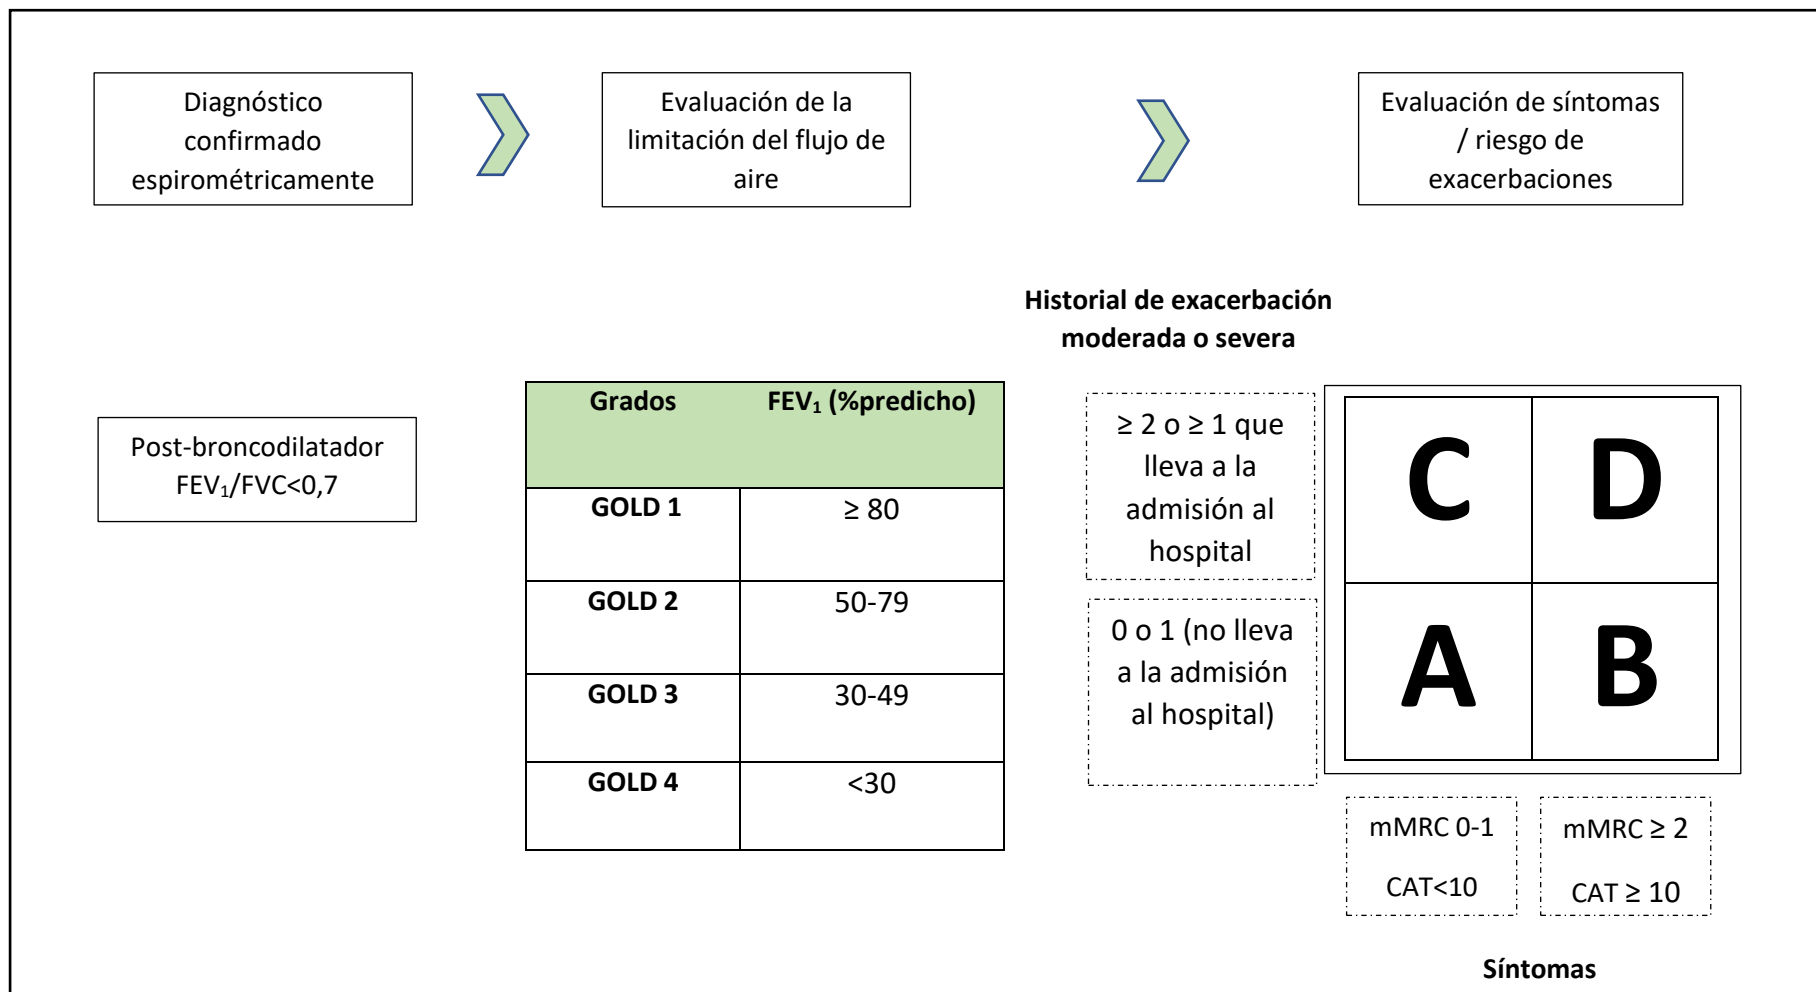 Diagnóstico
confirmado
espirométricamente
Evaluación de la
limitación del flujo de
aire
Evaluación de síntomas
/ riesgo de
exacerbaciones
Historial de exacerbación
moderada o severa
Post-broncodilatador
FEV₁/FVC<0,7
Grados FEV₁ (%predicho)
GOLD 1 ≥ 80
GOLD 2 50-79
GOLD 3 30-49
GOLD 4 <30
≥ 2 o ≥ 1 que
lleva a la
admisión al
hospital
0 o 1 (no lleva
a la admisión
al hospital)
C D
A B
mMRC 0-1
CAT<10
mMRC ≥ 2
CAT ≥ 10
Síntomas